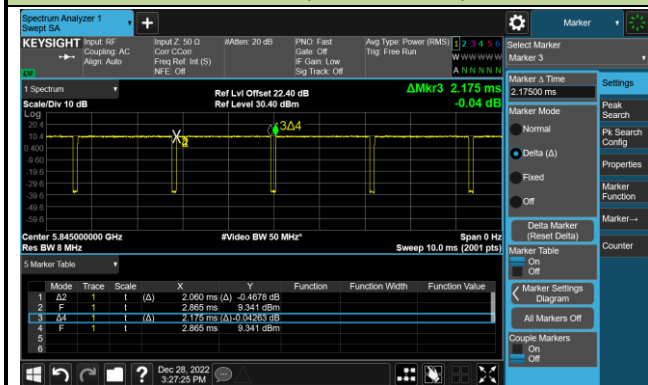 Spectrum Analyzer 1
Swept SA
Marker
KEYSIGHT
Input: RF
Coupling: AC
Align: Auto
Input Z: 50 Ω
Corr CCorr
Freq Ref: Int (S)
NFE: Off
#Atten: 20 dB
PNO: Fast
Gate: Off
IF Gain: Low
Sig Track: Off
Avg Type: Power (RMS)
Trig: Free Run
1 2 3 4 5 6
W W W W W W
A N N N N N
Select Marker
Marker 3
1 Spectrum
Scale/Div 10 dB
Log
Ref Lvl Offset 22.40 dB
Ref Level 30.40 dBm
ΔMkr3 2.175 ms
-0.04 dB
20.4
10.4
0.400
-9.60
-19.6
-29.6
-39.6
-49.6
-59.6
3Δ4
Center 5.845000000 GHz
Res BW 8 MHz
#Video BW 50 MHz*
Span 0 Hz
Sweep 10.0 ms (2001 pts)
5 Marker Table
Mode Trace Scale X Y Function Function Width Function Value
1 Δ2 1 t (Δ) 2.060 ms (Δ) -0.4678 dB
2 F 1 t 2.865 ms 9.341 dBm
3 Δ4 1 t (Δ) 2.175 ms (Δ) -0.04263 dB
4 F 1 t 2.865 ms 9.341 dBm
5
6
Marker Δ Time
2.17500 ms
Marker Mode
Normal
Delta (Δ)
Fixed
Off
Delta Marker
(Reset Delta)
Marker Table
On
Off
Marker Settings
Diagram
All Markers Off
Couple Markers
On
Off
Settings
Peak
Search
Pk Search
Config
Properties
Marker
Function
Marker→
Counter
Dec 28, 2022
3:27:25 PM